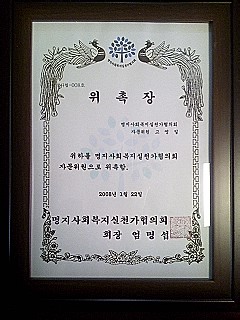 위 촉 장
명지사회복지실천가협의회
자문위원 고 영 일
위하를 명지사회복지실천가협의회
자문위원으로 위촉함.
2008년 1월 22일
명지사회복지실천가협의회
회장 엄 명 섭